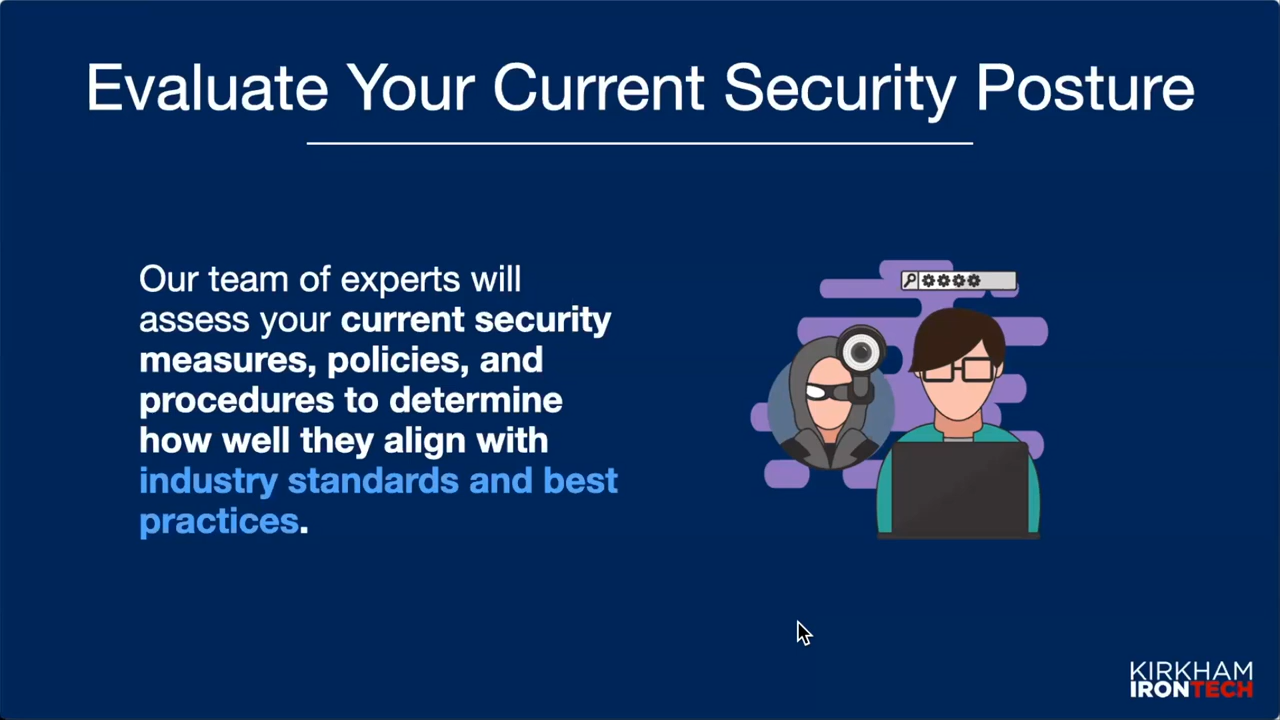 Evaluate Your Current Security Posture
Our team of experts will
assess your current security
measures, policies, and
procedures to determine
how well they align with
industry standards and best
practices.
KIRKHAM
IRONTECH